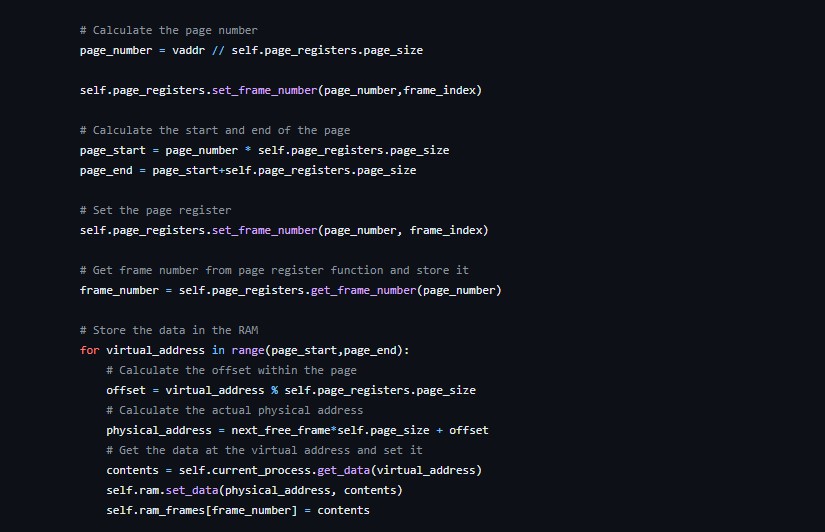 # Calculate the page number
page_number = vaddr // self.page_registers.page_size
self.page_registers.set_frame_number(page_number,frame_index)
# Calculate the start and end of the page
page_start = page_number * self.page_registers.page_size
page_end = page_start+self.page_registers.page_size
# Set the page register
self.page_registers.set_frame_number(page_number, frame_index)
# Get frame number from page register function and store it
frame_number = self.page_registers.get_frame_number(page_number)
# Store the data in the RAM
for virtual_address in range(page_start,page_end):
# Calculate the offset within the page
offset = virtual_address % self.page_registers.page_size
# Calculate the actual physical address
physical_address = next_free_frame*self.page_size + offset
# Get the data at the virtual address and set it
contents = self.current_process.get_data(virtual_address)
self.ram.set_data(physical_address, contents)
self.ram_frames[frame_number] = contents